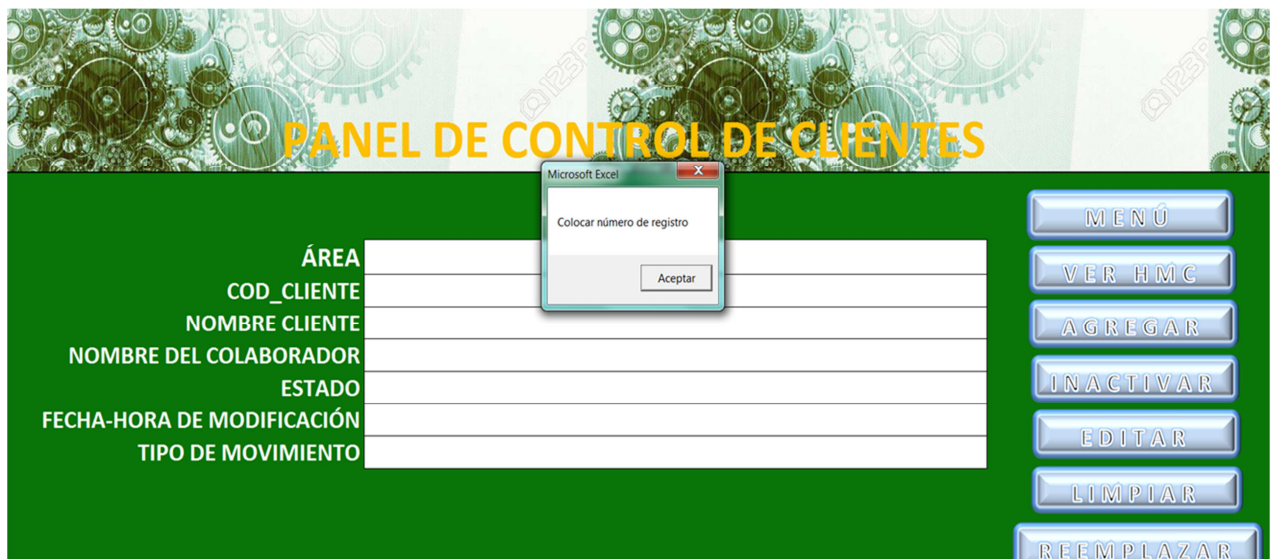 PANEL DE CONTROL DE CLIENTES
Microsoft Excel
Colocar número de registro
Aceptar
ÁREA
COD_CLIENTE
NOMBRE CLIENTE
NOMBRE DEL COLABORADOR
ESTADO
FECHA-HORA DE MODIFICACIÓN
TIPO DE MOVIMIENTO
MENÚ
VER HMC
AGREGAR
INACTIVAR
EDITAR
LIMPIAR
REEMPLAZAR